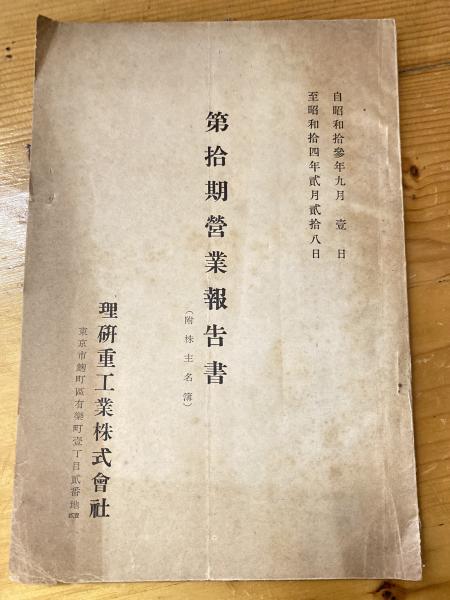 自昭和拾參年九月壹日
至昭和拾四年貳月貳拾八日
第拾期營業報告書
（附株主名簿）
理硏重工業株式會社
東京市麹町區有樂町壹丁目貳番地